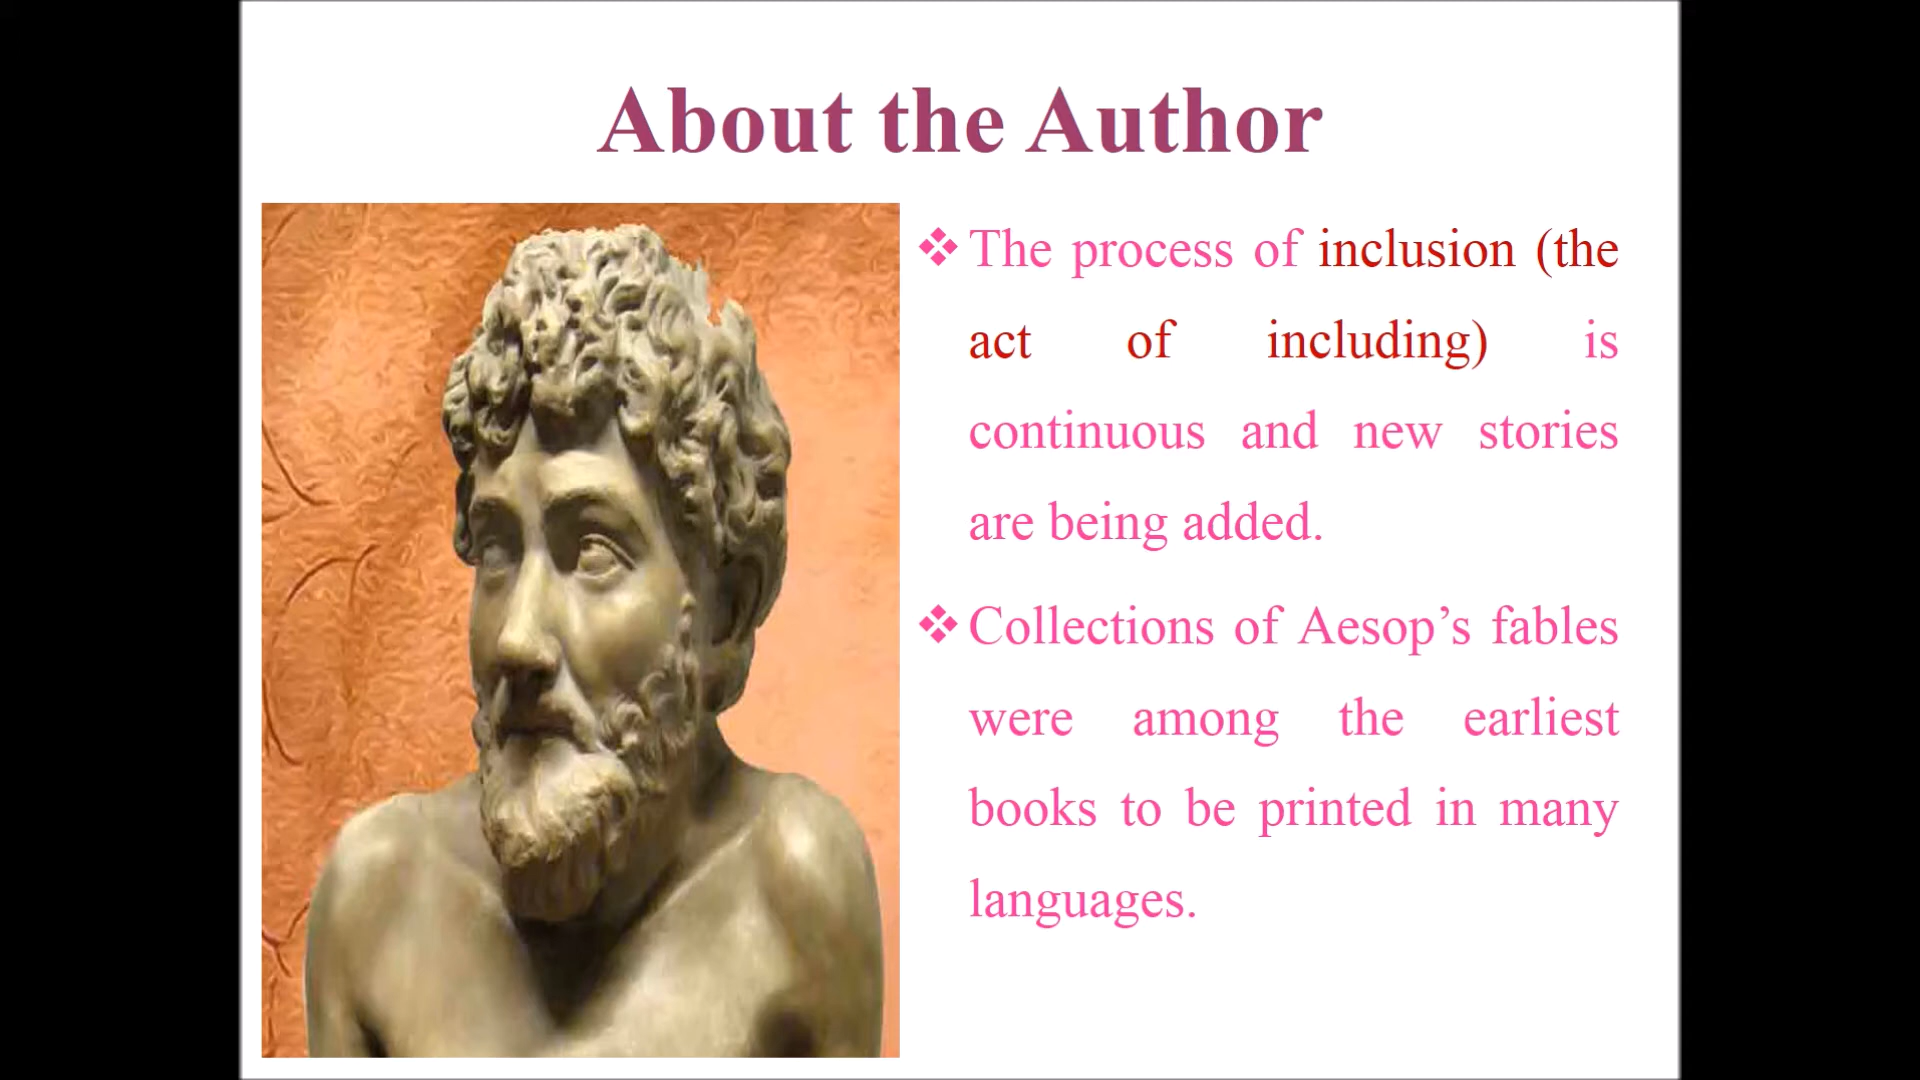 About the Author
❖ The process of inclusion (the
act of including) is
continuous and new stories
are being added.
❖ Collections of Aesop’s fables
were among the earliest
books to be printed in many
languages.